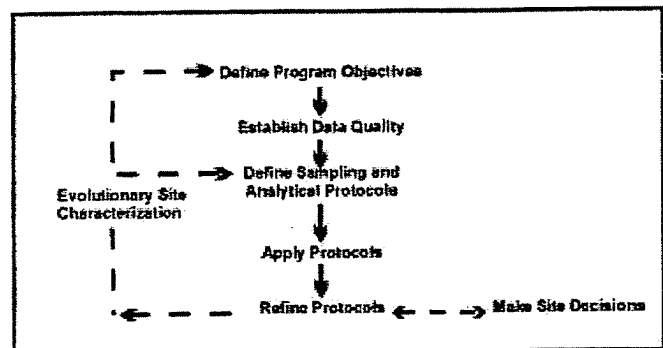 Define Program Objectives
Establish Data Quality
Define Sampling and
Analytical Protocols
Evolutionary Site
Characterization
Apply Protocols
Refine Protocols
Make Site Decisions